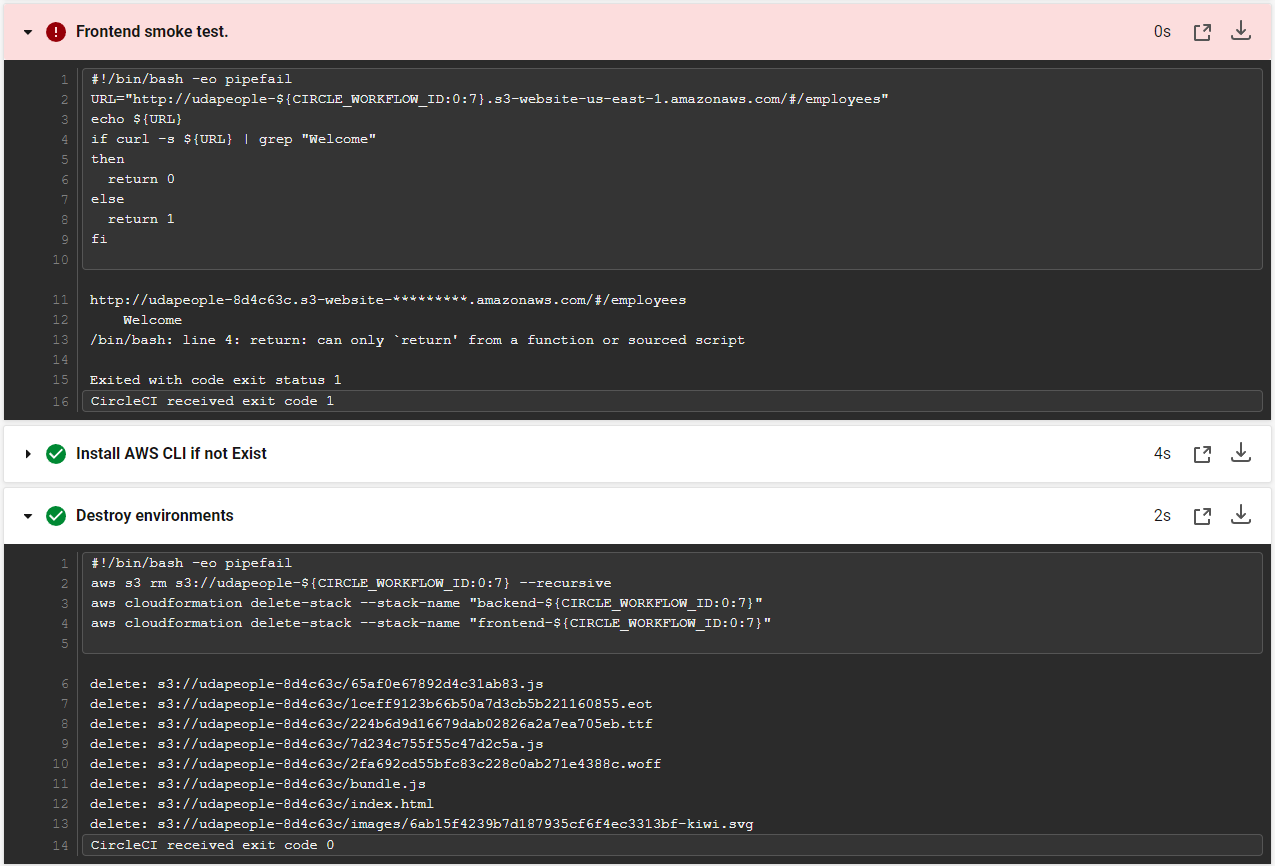 Frontend smoke test.
0s
1 #!/bin/bash -eo pipefail
2 URL="http://udapeople-${CIRCLE_WORKFLOW_ID:0:7}.s3-website-us-east-1.amazonaws.com/#/employees"
3 echo ${URL}
4 if curl -s ${URL} | grep "Welcome"
5 then
6   return 0
7 else
8   return 1
9 fi
10
11 http://udapeople-8d4c63c.s3-website-*********.amazonaws.com/#/employees
12     Welcome
13 /bin/bash: line 4: return: can only `return' from a function or sourced script
14
15 Exited with code exit status 1
16 CircleCI received exit code 1
Install AWS CLI if not Exist
4s
Destroy environments
2s
1 #!/bin/bash -eo pipefail
2 aws s3 rm s3://udapeople-${CIRCLE_WORKFLOW_ID:0:7} --recursive
3 aws cloudformation delete-stack --stack-name "backend-${CIRCLE_WORKFLOW_ID:0:7}"
4 aws cloudformation delete-stack --stack-name "frontend-${CIRCLE_WORKFLOW_ID:0:7}"
5
6 delete: s3://udapeople-8d4c63c/65af0e67892d4c31ab83.js
7 delete: s3://udapeople-8d4c63c/1ceff9123b66b50a7d3cb5b221160855.eot
8 delete: s3://udapeople-8d4c63c/224b6d9d16679dab02826a2a7ea705eb.ttf
9 delete: s3://udapeople-8d4c63c/7d234c755f55c47d2c5a.js
10 delete: s3://udapeople-8d4c63c/2fa692cd55bfc83c228c0ab271e4388c.woff
11 delete: s3://udapeople-8d4c63c/bundle.js
12 delete: s3://udapeople-8d4c63c/index.html
13 delete: s3://udapeople-8d4c63c/images/6ab15f4239b7d187935cf6f4ec3313bf-kiwi.svg
14 CircleCI received exit code 0